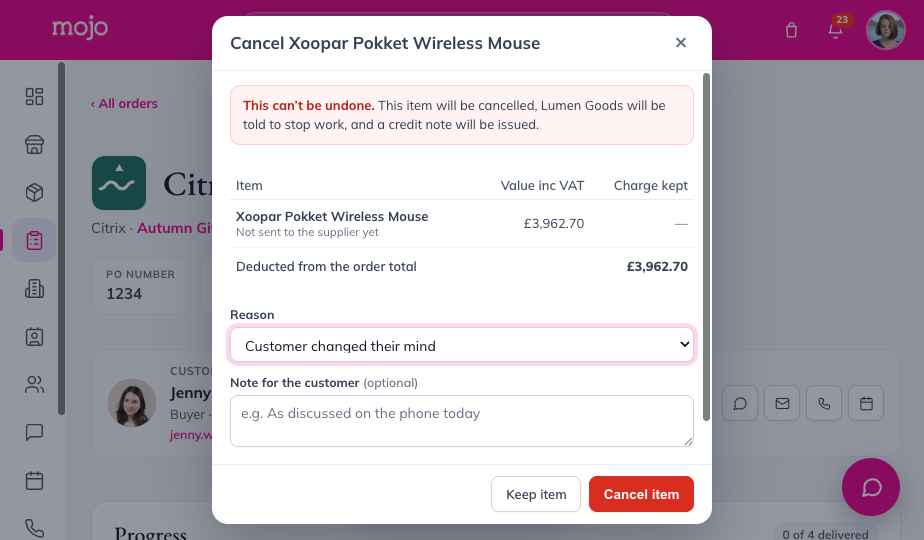 mojo
23
Cancel Xoopar Pokket Wireless Mouse
‹ All orders
This can't be undone. This item will be cancelled, Lumen Goods will be
told to stop work, and a credit note will be issued.
Citrix · Autumn
PO NUMBER
1234
Item Value inc VAT Charge kept
Xoopar Pokket Wireless Mouse £3,962.70 —
Not sent to the supplier yet
Deducted from the order total £3,962.70
Reason
Customer changed their mind
Note for the customer (optional)
e.g. As discussed on the phone today
Jenny
Buyer ·
jenny.w
Keep item Cancel item
Progress
0 of 4 delivered